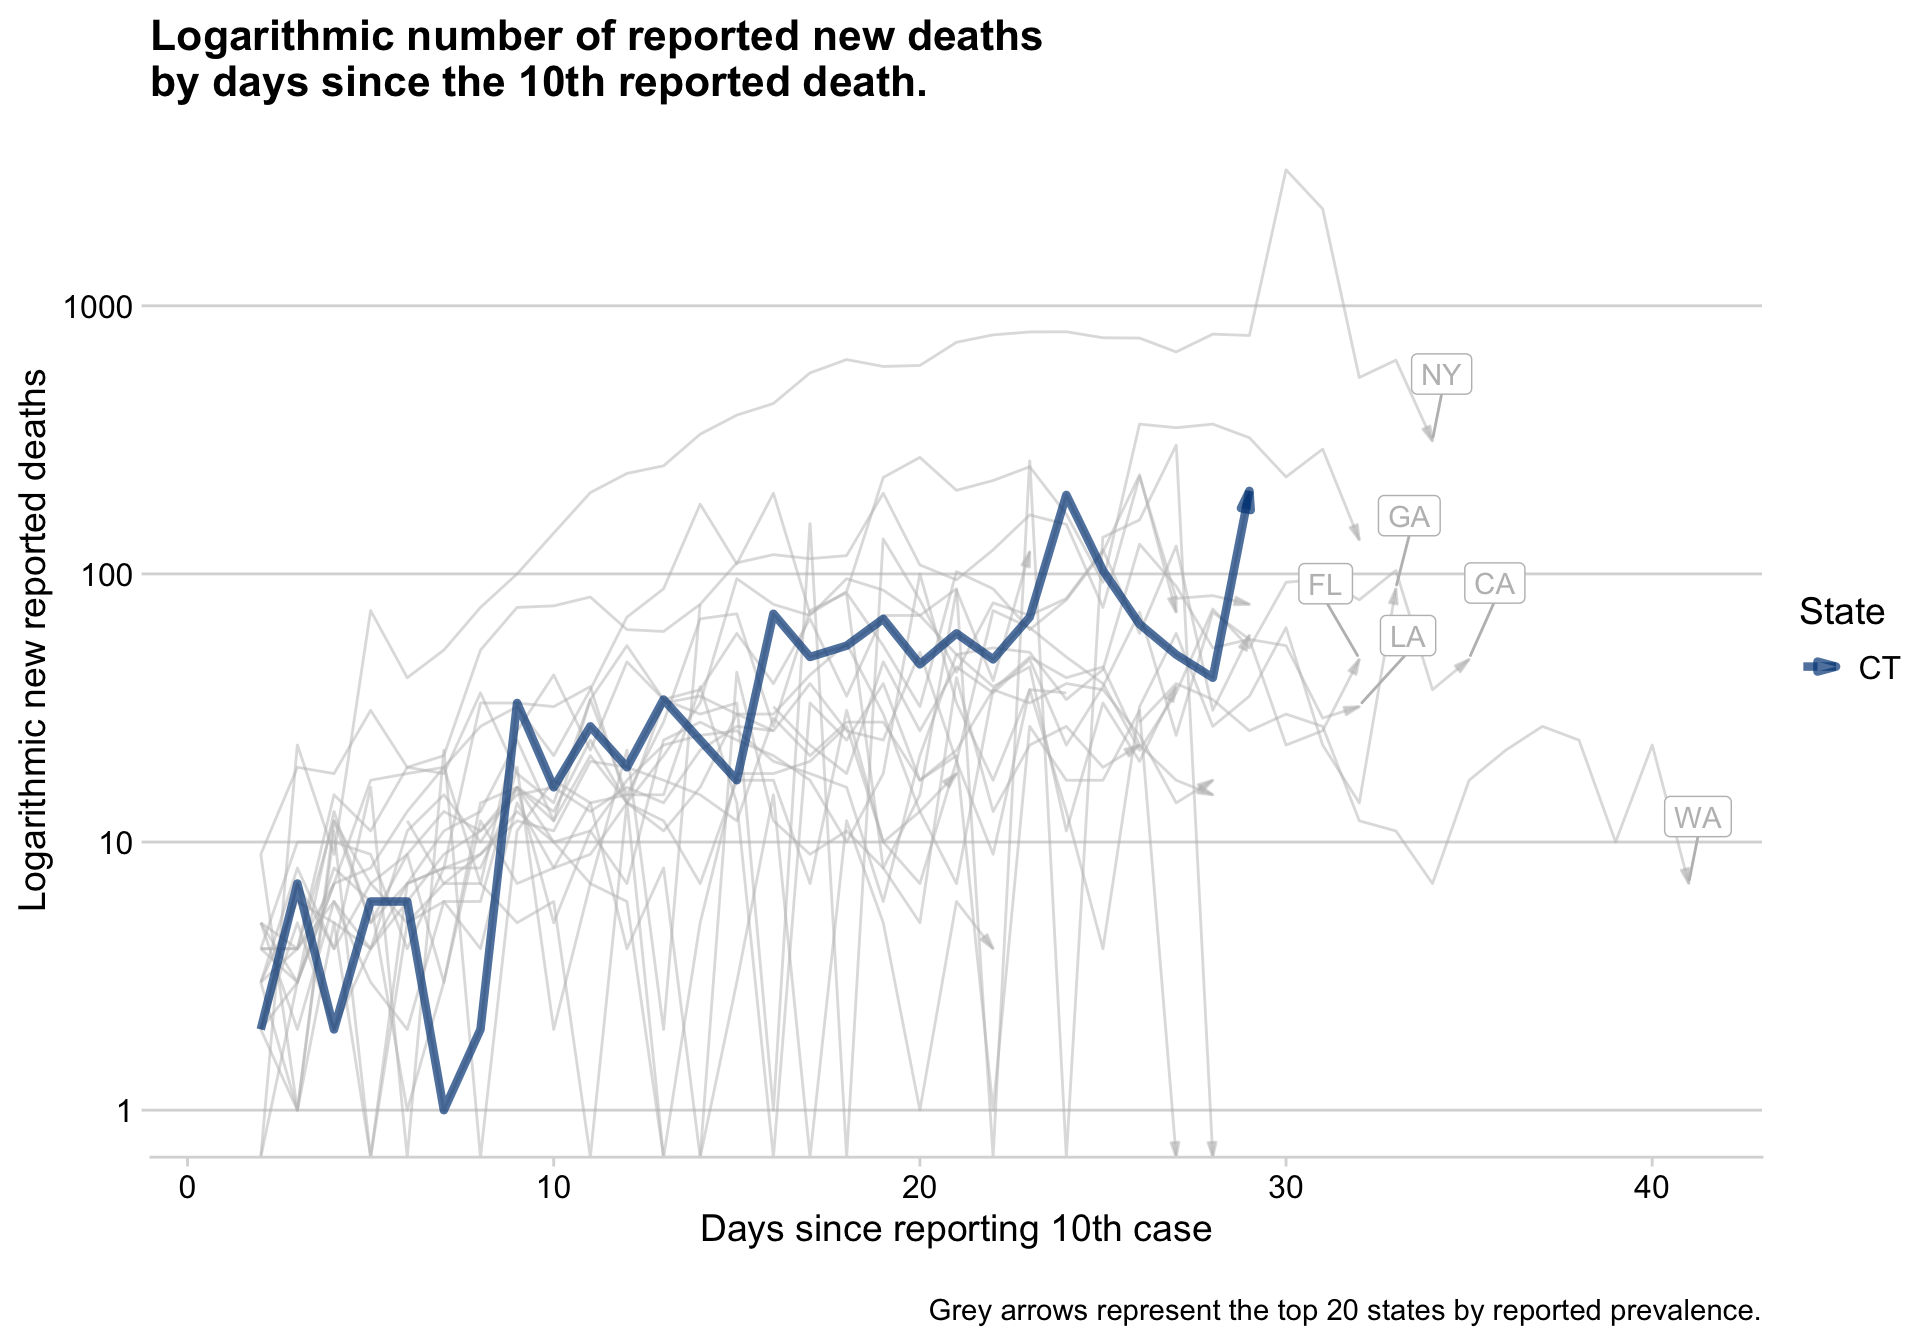 Logarithmic number of reported new deaths
by days since the 10th reported death.
Logarithmic new reported deaths
1000
100
10
1
NY
GA
FL
CA
LA
WA
State
CT
0
10
20
30
40
Days since reporting 10th case
Grey arrows represent the top 20 states by reported prevalence.